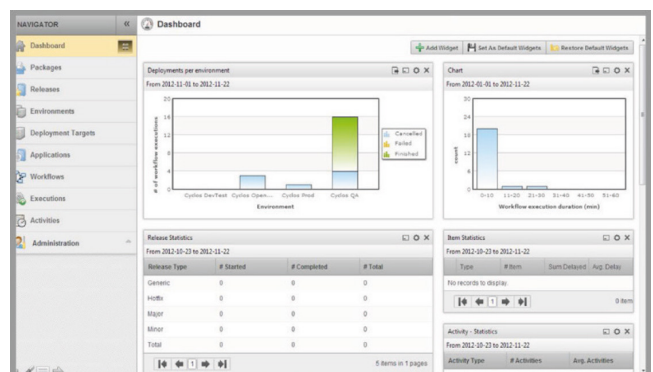 NAVIGATOR
Dashboard
Packages
Releases
Environments
Deployment Targets
Applications
Workflows
Executions
Activities
Administration
Dashboard
Add Widget
Set As Default Widgets
Restore Default Widgets
Deployments per environment
From 2012-11-01 to 2012-11-22
20
16
12
8
4
0
# of workflow executions
Cyclos DevTest Cyclos Open... Cyclos Prod Cyclos QA
Environment
Cancelled
Failed
Finished
Chart
From 2012-01-01 to 2012-11-22
30
24
18
12
6
0
count
0-10 11-20 21-30 31-40 41-50 51-60
Workflow execution duration (min)
Release Statistics
From 2012-10-23 to 2012-11-22
Release Type # Started # Completed # Total
Generic 0 0 0
Hotfix 0 0 0
Major 0 0 0
Minor 0 0 0
Total 0 0 0
1
5 items in 1 pages
Item Statistics
From 2012-10-23 to 2012-11-22
Type # Item Sum Delayed Avg. Delay
No records to display
1
0 item
Activity - Statistics
From 2012-10-23 to 2012-11-22
Activity Type # Activities Avg. Activities